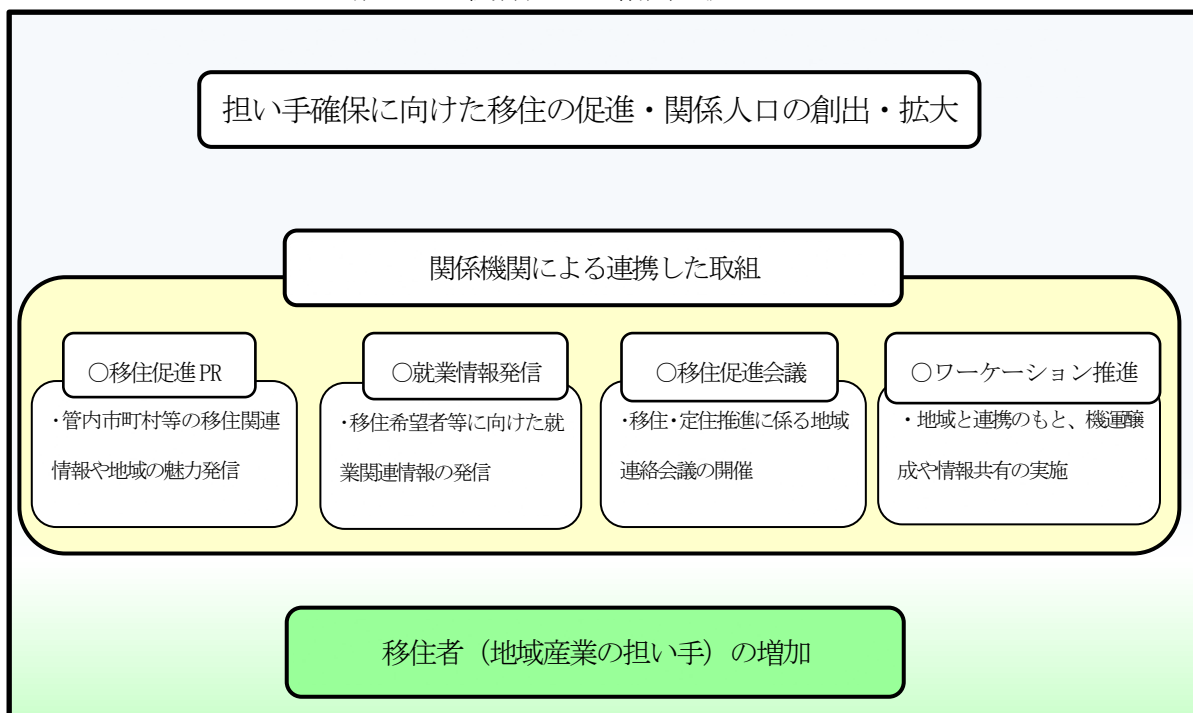 担い手確保に向けた移住の促進・関係人口の創出・拡大
関係機関による連携した取組
○移住促進PR
・管内市町村等の移住関連
情報や地域の魅力発信
○就業情報発信
・移住希望者等に向けた就
業関連情報の発信
○移住促進会議
・移住・定住推進に係る地域
連絡会議の開催
○ワーケーション推進
・地域と連携のもと、機運醸
成や情報共有の実施
移住者（地域産業の担い手）の増加